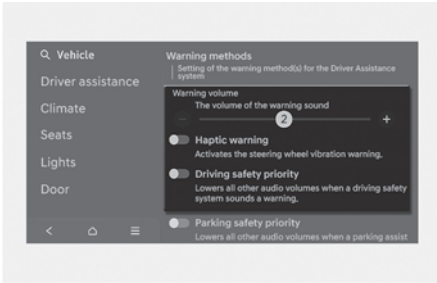 Vehicle
Driver assistance
Climate
Seats
Lights
Door
Warning methods
Setting of the warning method(s) for the Driver Assistance
system
Warning volume
The volume of the warning sound
− 2 +
Haptic warning
Activates the steering wheel vibration warning.
Driving safety priority
Lowers all other audio volumes when a driving safety
system sounds a warning.
Parking safety priority
Lowers all other audio volumes when a parking assist